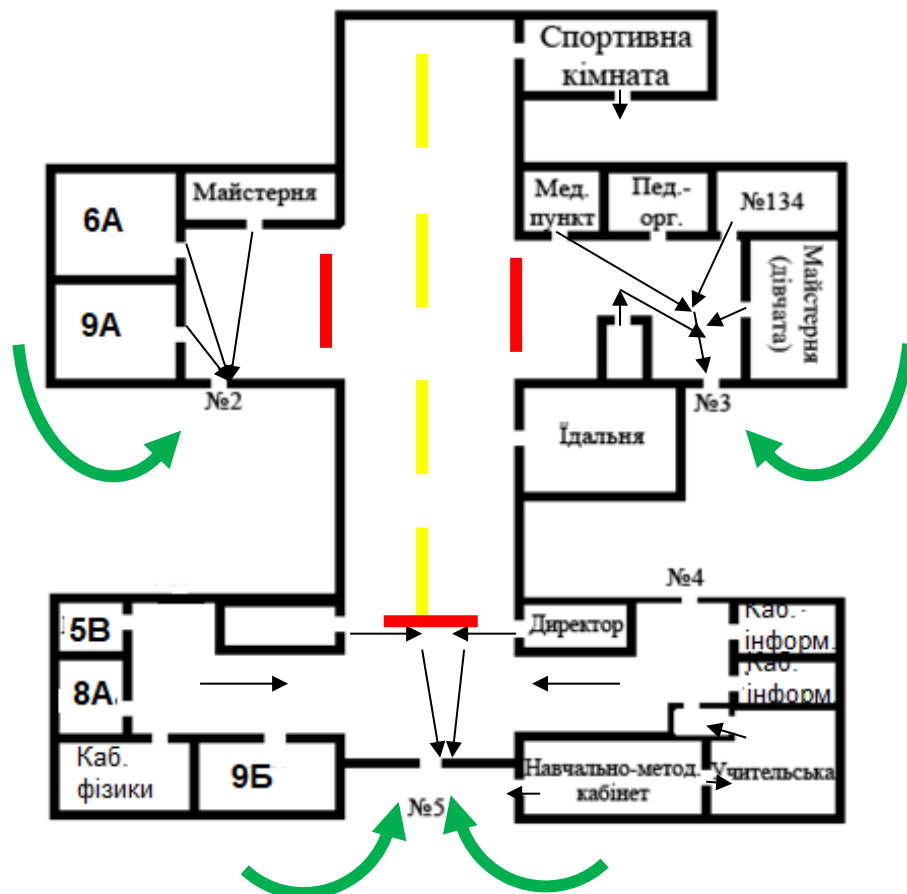 Спортивна
кімната
Майстерня
6А
9А
Мед.
пункт
Пед.-
орг.
№134
Майстерня
(дівчата)
№2
№3
Їдальня
№4
5В
8А
Директор
Каб. -
інформ.
Каб.
інформ.
Каб.
фізики
9Б
№5
Навчально-метод.
кабінет
Учительська